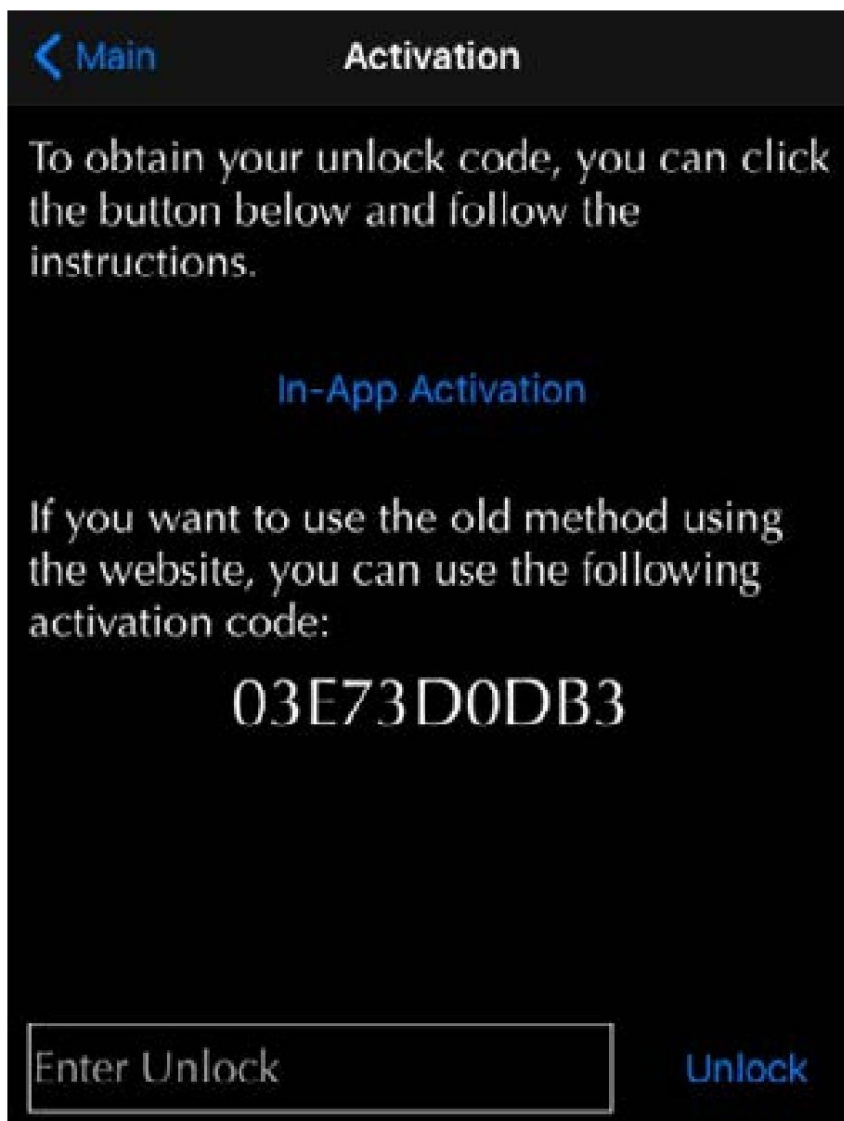 Main
Activation
To obtain your unlock code, you can click
the button below and follow the
instructions.
In-App Activation
If you want to use the old method using
the website, you can use the following
activation code:
03E73D0DB3
Enter Unlock
Unlock